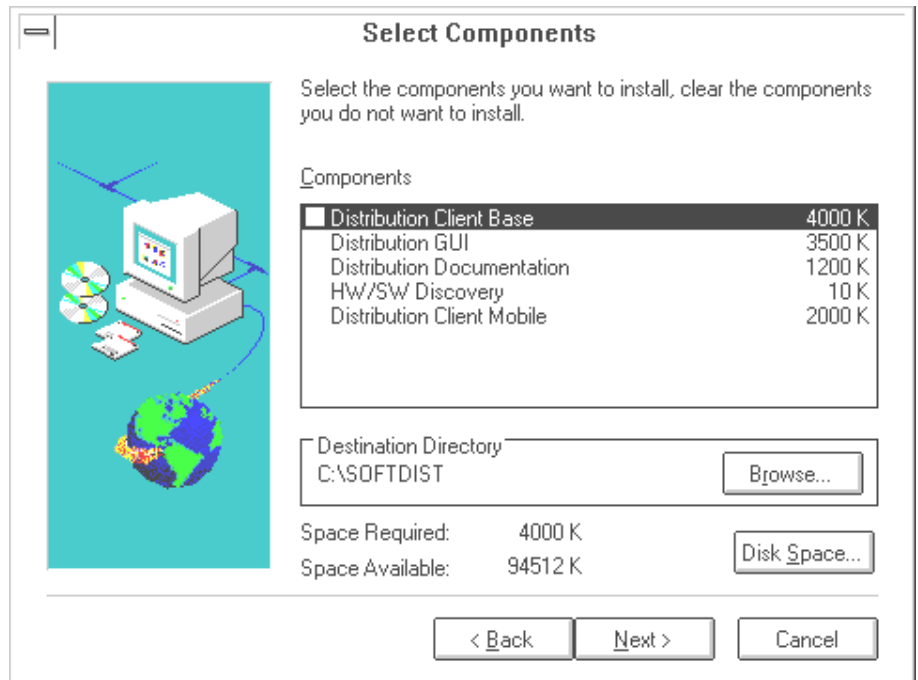 Select Components
Select the components you want to install, clear the components
you do not want to install.
Components
Distribution Client Base 4000 K
Distribution GUI 3500 K
Distribution Documentation 1200 K
HW/SW Discovery 10 K
Distribution Client Mobile 2000 K
Destination Directory
C:\SOFTDIST
Browse...
Space Required: 4000 K
Disk Space...
Space Available: 94512 K
< Back Next > Cancel